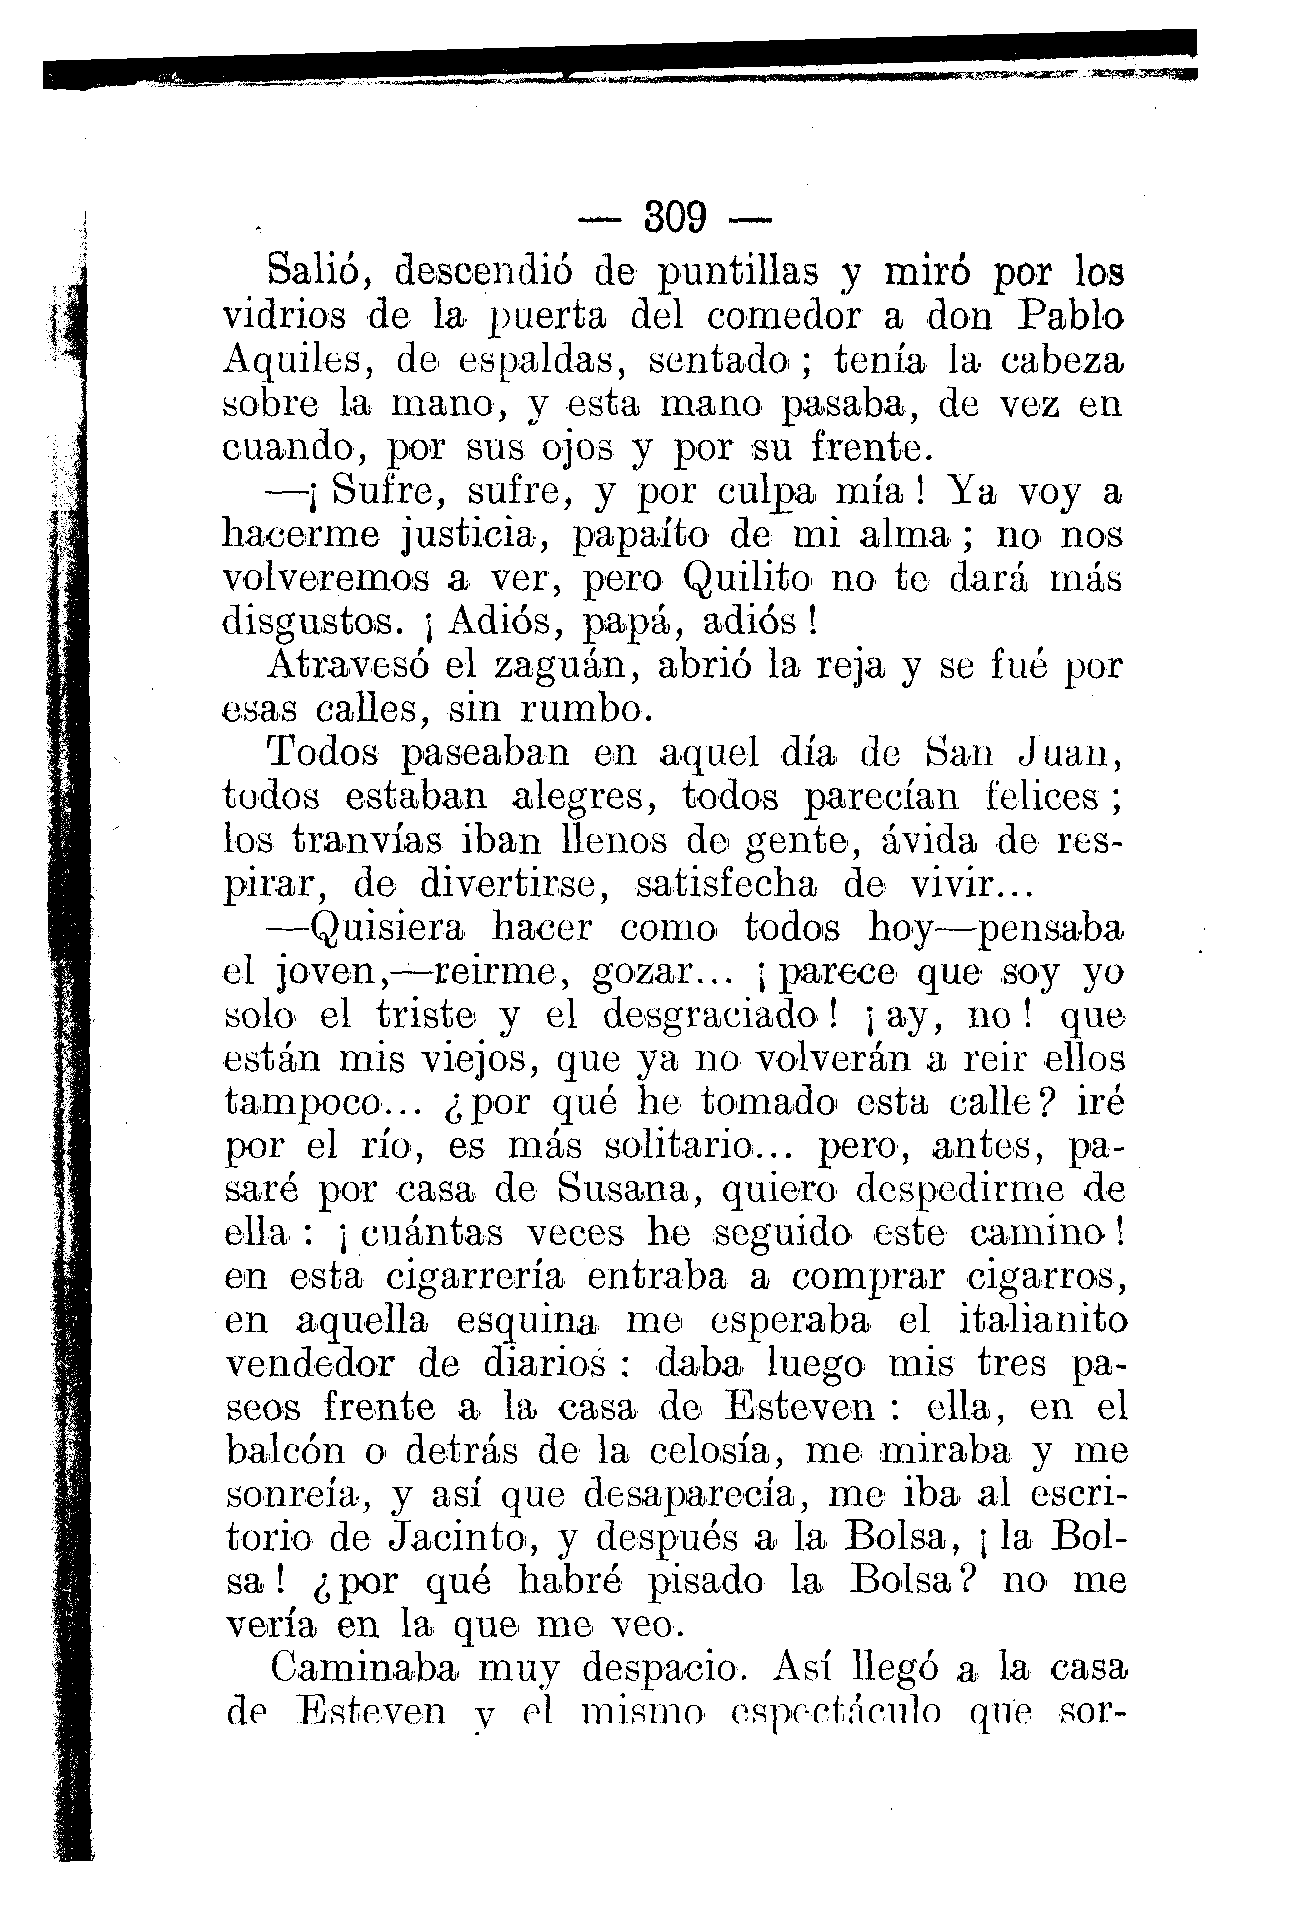 — 309 —
Salió, descendió de puntillas y miró por los
vidrios de la puerta del comedor a don Pablo
Aquiles, de espaldas, sentado; tenía la cabeza
sobre la mano, y esta mano pasaba, de vez en
cuando, por sus ojos y por su frente.
—¡Sufre, sufre, y por culpa mía! Ya voy a
hacerme justicia, papaíto de mi alma; no nos
volveremos a ver, pero Quilito no te dará más
disgustos. ¡Adiós, papá, adiós!
Atravesó el zaguán, abrió la reja y se fué por
esas calles, sin rumbo.
Todos paseaban en aquel día de San Juan,
todos estaban alegres, todos parecían felices;
los tranvías iban llenos de gente, ávida de res-
pirar, de divertirse, satisfecha de vivir...
—Quisiera hacer como todos hoy—pensaba
el joven,—reirme, gozar... ¡parece que soy yo
solo el triste y el desgraciado! ¡ay, no! que
están mis viejos, que ya no volverán a reir ellos
tampoco... ¿por qué he tomado esta calle? iré
por el río, es más solitario... pero, antes, pa-
saré por casa de Susana, quiero despedirme de
ella: ¡cuántas veces he seguido este camino!
en esta cigarrería entraba a comprar cigarros,
en aquella esquina me esperaba el italianito
vendedor de diarios: daba luego mis tres pa-
seos frente a la casa de Esteven: ella, en el
balcón o detrás de la celosía, me miraba y me
sonreía, y así que desaparecía, me iba al escri-
torio de Jacinto, y después a la Bolsa, ¡la Bol-
sa! ¿por qué habré pisado la Bolsa? no me
vería en la que me veo.
Caminaba muy despacio. Así llegó a la casa
de Esteven y el mismo espectáculo que sor-